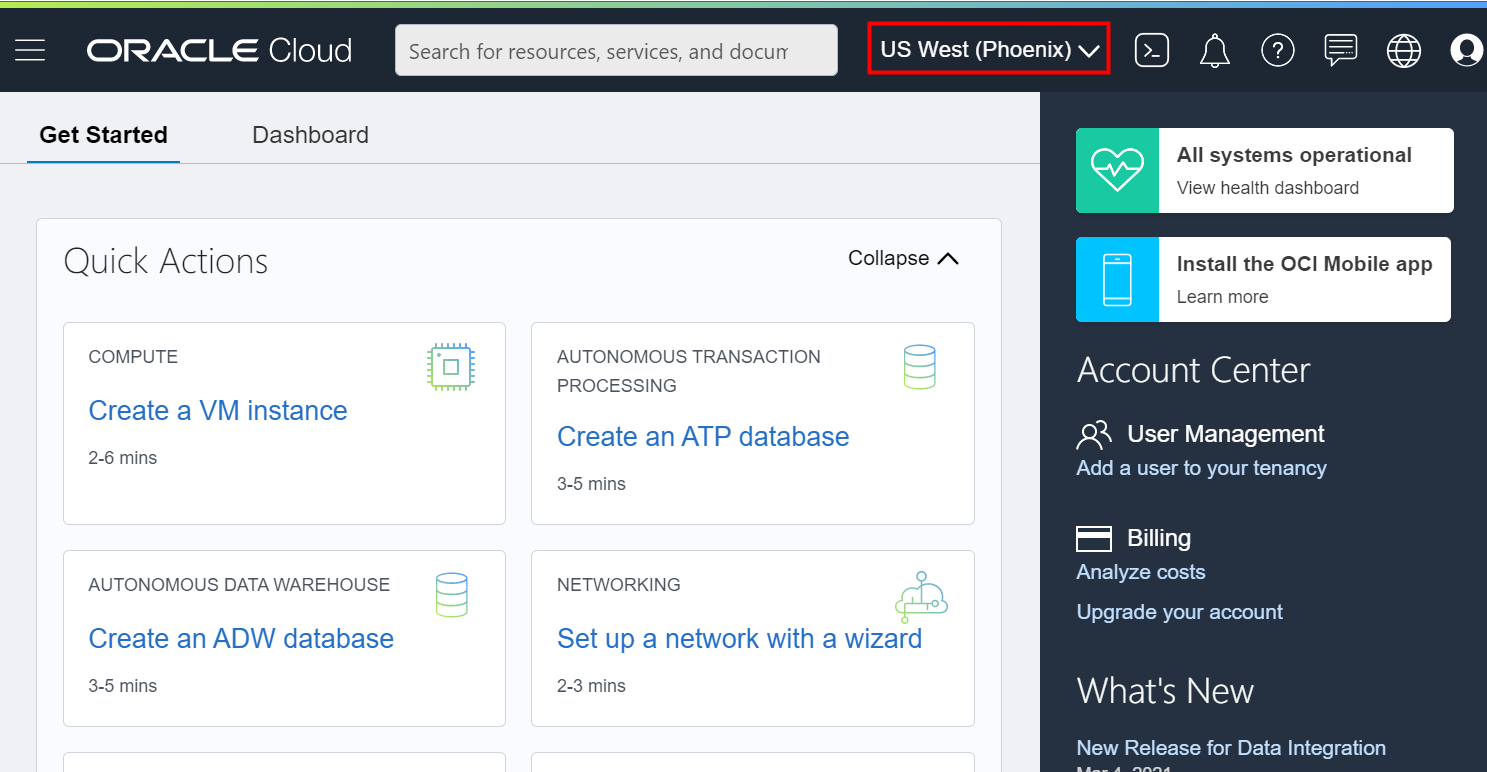 ORACLE Cloud
Search for resources, services, and docum
US West (Phoenix)
Get Started
Dashboard
Quick Actions
Collapse
COMPUTE
Create a VM instance
2-6 mins
AUTONOMOUS TRANSACTION
PROCESSING
Create an ATP database
3-5 mins
AUTONOMOUS DATA WAREHOUSE
Create an ADW database
3-5 mins
NETWORKING
Set up a network with a wizard
2-3 mins
All systems operational
View health dashboard
Install the OCI Mobile app
Learn more
Account Center
User Management
Add a user to your tenancy
Billing
Analyze costs
Upgrade your account
What's New
New Release for Data Integration
Mar 4, 2021